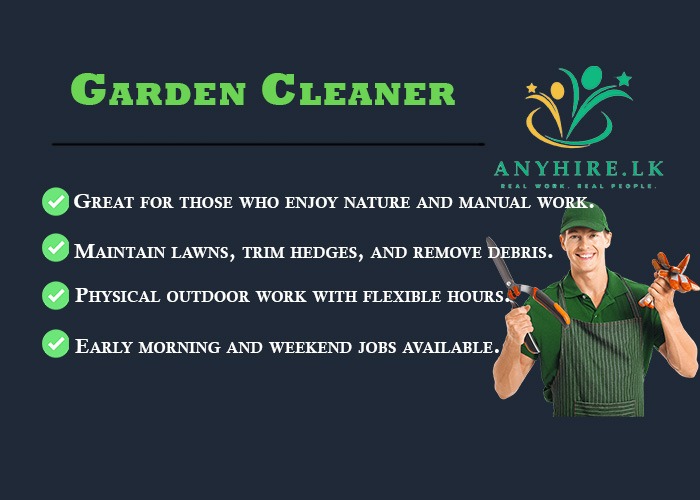 Garden Cleaner
ANYHIRE.LK
REAL WORK. REAL PEOPLE.
Great for those who enjoy nature and manual work.
Maintain lawns, trim hedges, and remove debris.
Physical outdoor work with flexible hours.
Early morning and weekend jobs available.